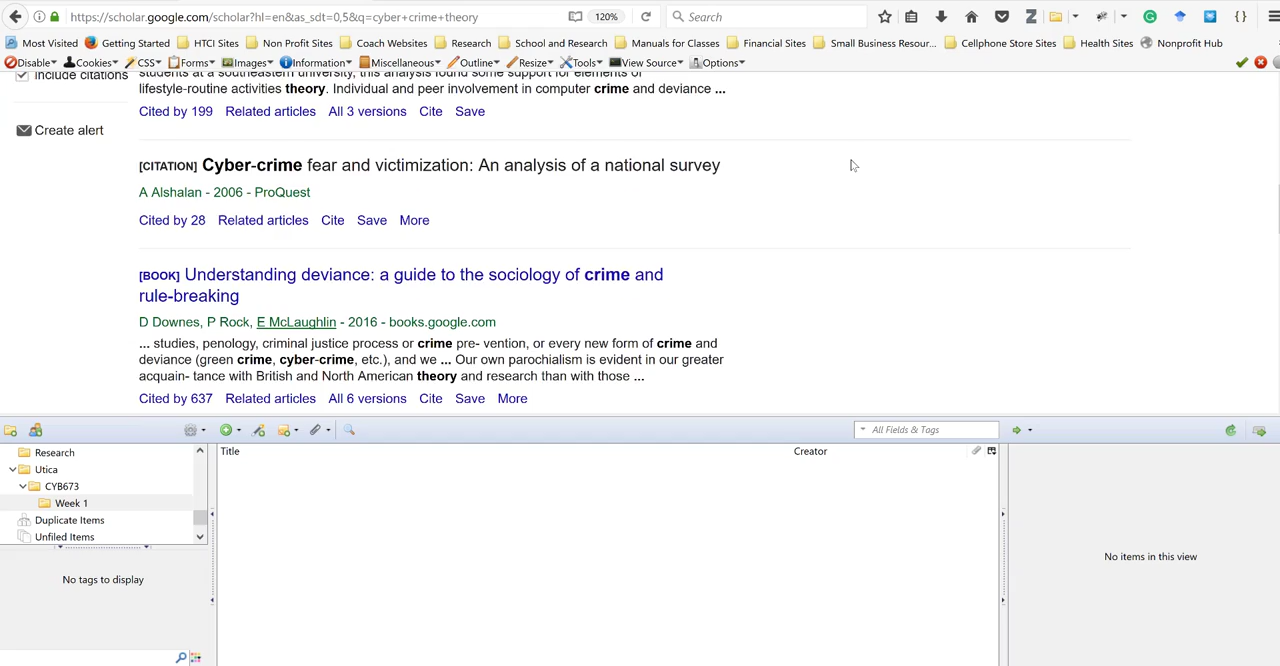 https://scholar.google.com/scholar?hl=en&as_sdt=0,5&q=cyber+crime+theory 120% Search
Most Visited Getting Started HTCI Sites Non Profit Sites Coach Websites Research School and Research Manuals for Classes Financial Sites Small Business Resour... Cellphone Store Sites Health Sites Nonprofit Hub
Disable Cookies CSS Forms Images Information Miscellaneous Outline Resize Tools View Source Options
include citations
students at a southeastern university, this analysis found some support for elements of
lifestyle-routine activities theory. Individual and peer involvement in computer crime and deviance ...
Cited by 199 Related articles All 3 versions Cite Save
Create alert
[CITATION] Cyber-crime fear and victimization: An analysis of a national survey
A Alshalan - 2006 - ProQuest
Cited by 28 Related articles Cite Save More
[BOOK] Understanding deviance: a guide to the sociology of crime and
rule-breaking
D Downes, P Rock, E McLaughlin - 2016 - books.google.com
... studies, penology, criminal justice process or crime pre- vention, or every new form of crime and
deviance (green crime, cyber-crime, etc.), and we ... Our own parochialism is evident in our greater
acquain- tance with British and North American theory and research than with those ...
Cited by 637 Related articles All 6 versions Cite Save More
All Fields & Tags
Research
Title Creator
Utica
CYB673
Week 1
Duplicate Items
Unfiled Items
No items in this view
No tags to display